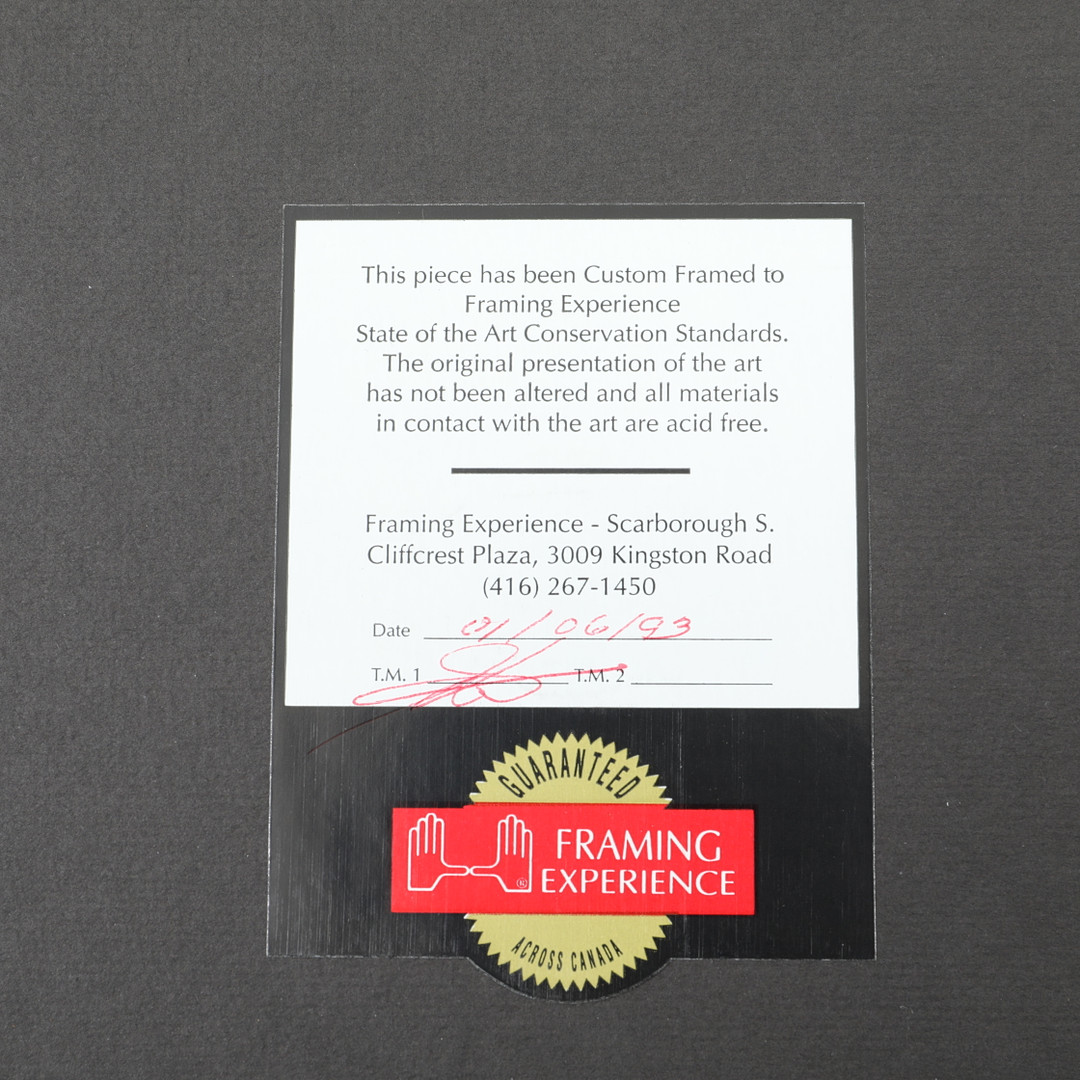 This piece has been Custom Framed to
Framing Experience
State of the Art Conservation Standards.
The original presentation of the art
has not been altered and all materials
in contact with the art are acid free.
Framing Experience - Scarborough S.
Cliffcrest Plaza, 3009 Kingston Road
(416) 267-1450
Date 01/06/93
T.M. 1 T.M. 2
GUARANTEED
FRAMING
EXPERIENCE
®
ACROSS CANADA